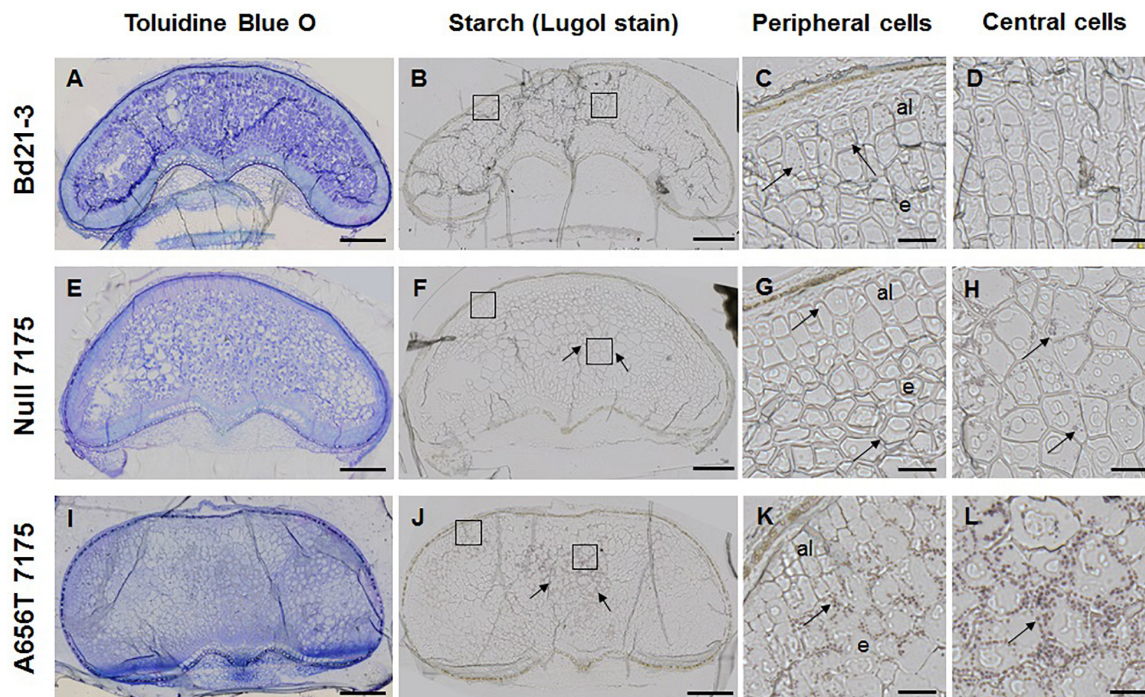 Toluidine Blue O Starch (Lugol stain) Peripheral cells Central cells
Bd21-3
A B C D
al
e
Null 7175
E F G H
al
e
A656T 7175
I J K L
al
e